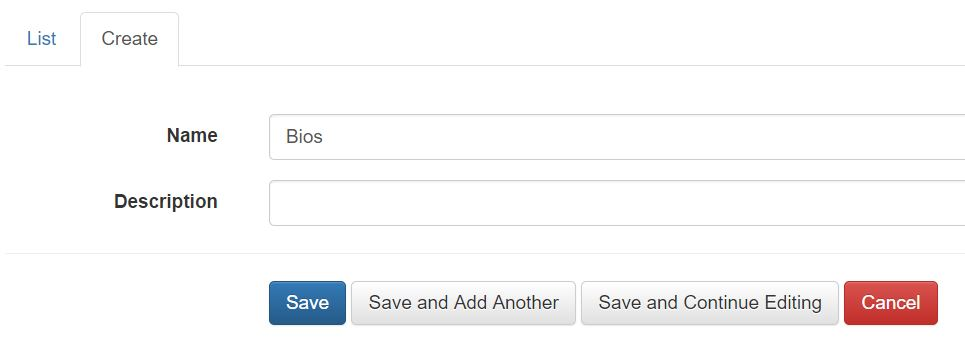 List Create
Name Bios
Description
Save Save and Add Another Save and Continue Editing Cancel